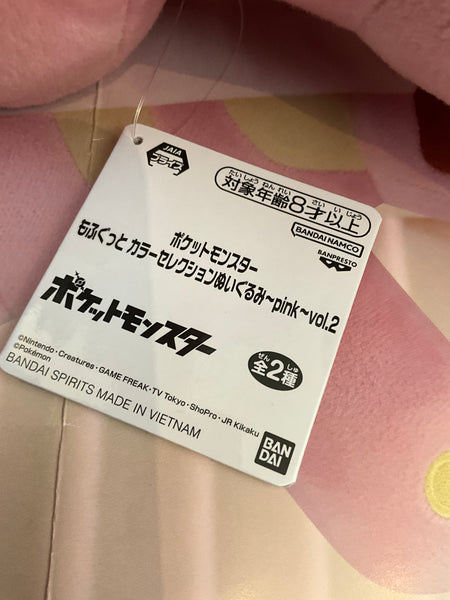 JAIA
プライズ
たいしょうねんれい さいいじょう
対象年齢8才以上
BANDAI NAMCO
BANPRESTO
ポケットモンスター
もふぐっと カラーセレクションぬいぐるみ~pink~vol.2
ポケットモンスター
ぜん しゅ
全2種
©Nintendo・Creatures・GAME FREAK・TV Tokyo・ShoPro・JR Kikaku
©Pokémon
BANDAI SPIRITS MADE IN VIETNAM
BAN
DAI